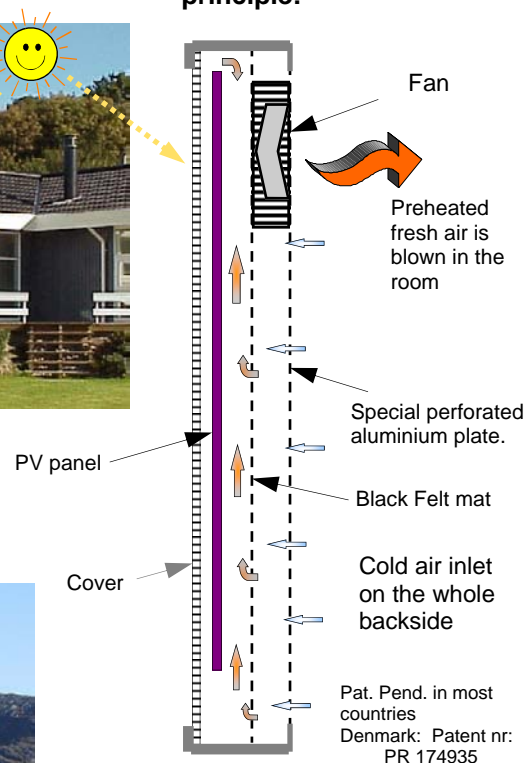 principle.
Fan
Preheated
fresh air is
blown in the
room
Special perforated
aluminium plate.
PV panel
Black Felt mat
Cover
Cold air inlet
on the whole
backside
Pat. Pend. in most
countries
Denmark: Patent nr:
PR 174935